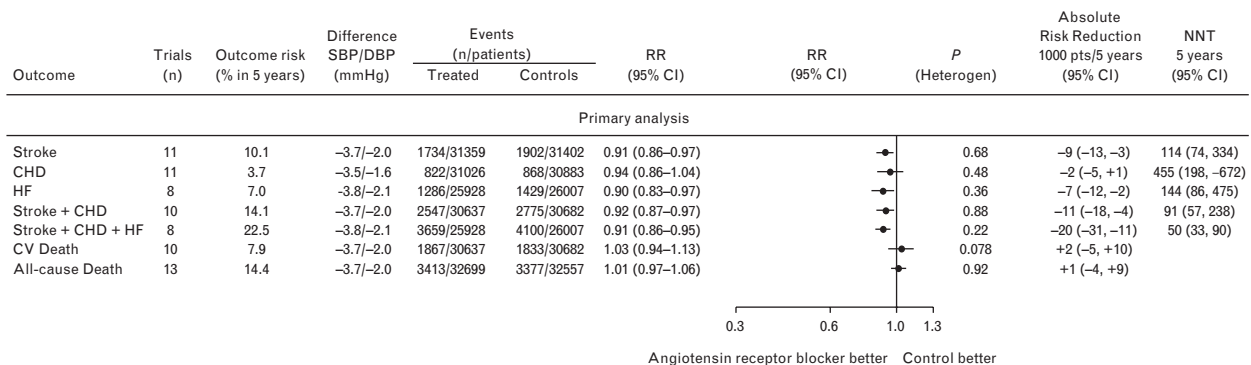 Outcome Trials (n) Outcome risk (% in 5 years) Difference SBP/DBP (mmHg) Events (n/patients) Treated Controls RR (95% CI) RR (95% CI) P (Heterogen) Absolute Risk Reduction 1000 pts/5 years (95% CI) NNT 5 years (95% CI)
Primary analysis
Stroke 11 10.1 –3.7/–2.0 1734/31359 1902/31402 0.91 (0.86–0.97) 0.68 –9 (–13, –3) 114 (74, 334)
CHD 11 3.7 –3.5/–1.6 822/31026 868/30883 0.94 (0.86–1.04) 0.48 –2 (–5, +1) 455 (198, –672)
HF 8 7.0 –3.8/–2.1 1286/25928 1429/26007 0.90 (0.83–0.97) 0.36 –7 (–12, –2) 144 (86, 475)
Stroke + CHD 10 14.1 –3.7/–2.0 2547/30637 2775/30682 0.92 (0.87–0.97) 0.88 –11 (–18, –4) 91 (57, 238)
Stroke + CHD + HF 8 22.5 –3.8/–2.1 3659/25928 4100/26007 0.91 (0.86–0.95) 0.22 –20 (–31, –11) 50 (33, 90)
CV Death 10 7.9 –3.7/–2.0 1867/30637 1833/30682 1.03 (0.94–1.13) 0.078 +2 (–5, +10)
All-cause Death 13 14.4 –3.7/–2.0 3413/32699 3377/32557 1.01 (0.97–1.06) 0.92 +1 (–4, +9)
0.3 0.6 1.0 1.3
Angiotensin receptor blocker better Control better